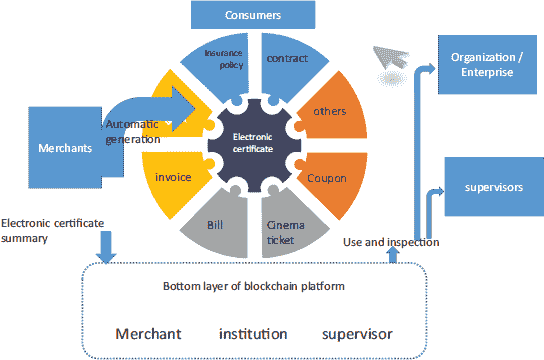 Consumers
Insurance
policy
contract
Organization /
Enterprise
others
Automatic
generation
Merchants
Electronic
certificate
invoice
Coupon
supervisors
Electronic certificate
summary
Bill
Cinema
ticket
Use and inspection
Bottom layer of blockchain platform
Merchant institution supervisor